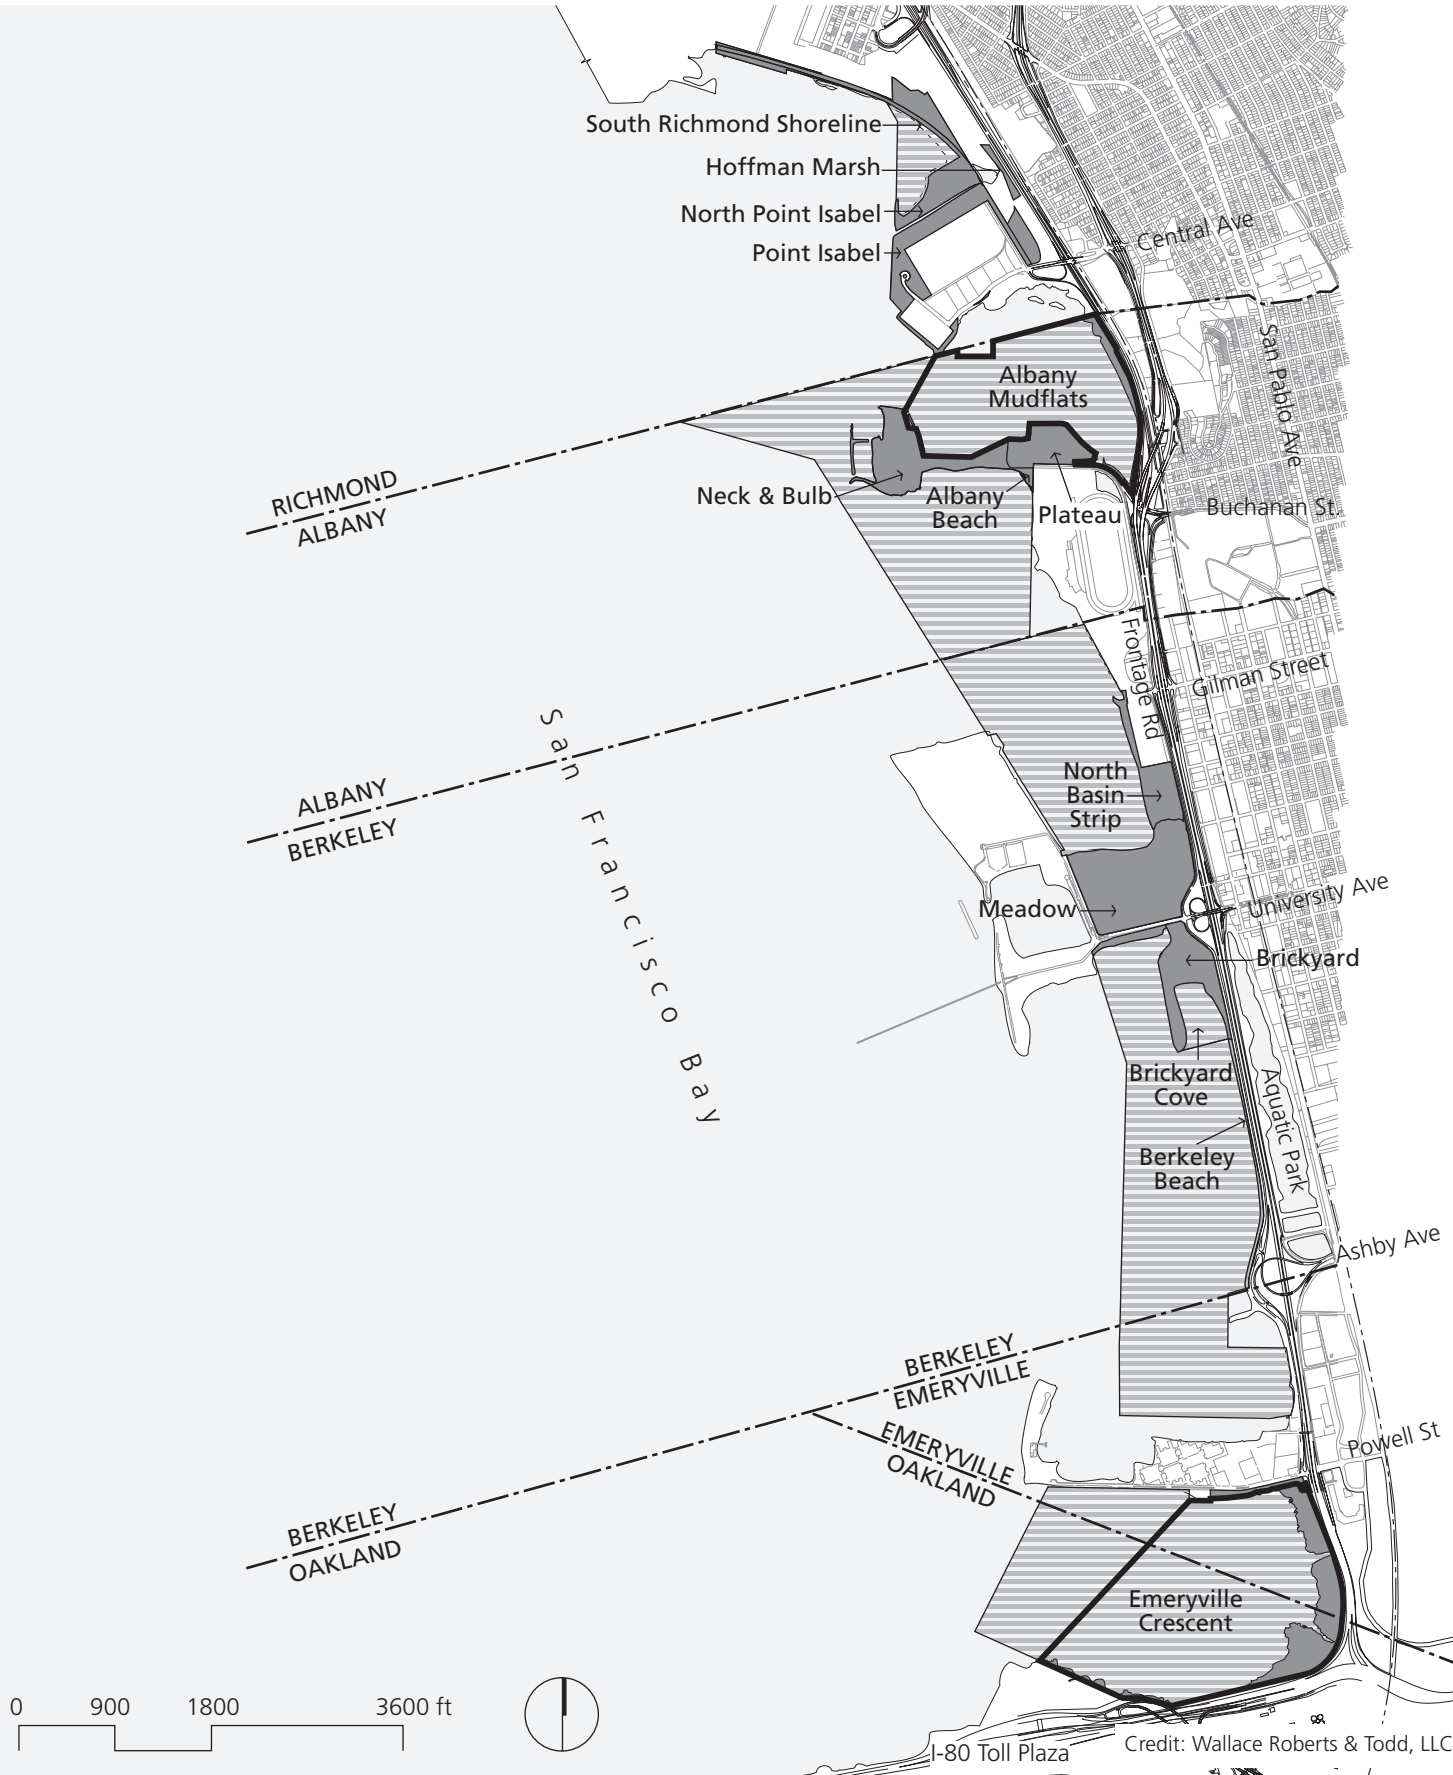 South Richmond Shoreline
Hoffman Marsh
North Point Isabel
Point Isabel
Central Ave
San Pablo Ave
Albany
Mudflats
RICHMOND
ALBANY
Neck & Bulb
Albany
Beach
Plateau
Buchanan St.
Frontage Rd
Gilman Street
ALBANY
BERKELEY
San Francisco Bay
North
Basin
Strip
University Ave
Meadow
Brickyard
Brickyard
Cove
Aquatic Park
Berkeley
Beach
Ashby Ave
BERKELEY
EMERYVILLE
EMERYVILLE
OAKLAND
Powell St
BERKELEY
OAKLAND
Emeryville
Crescent
0 900 1800 3600 ft
I-80 Toll Plaza
Credit: Wallace Roberts & Todd, LLC